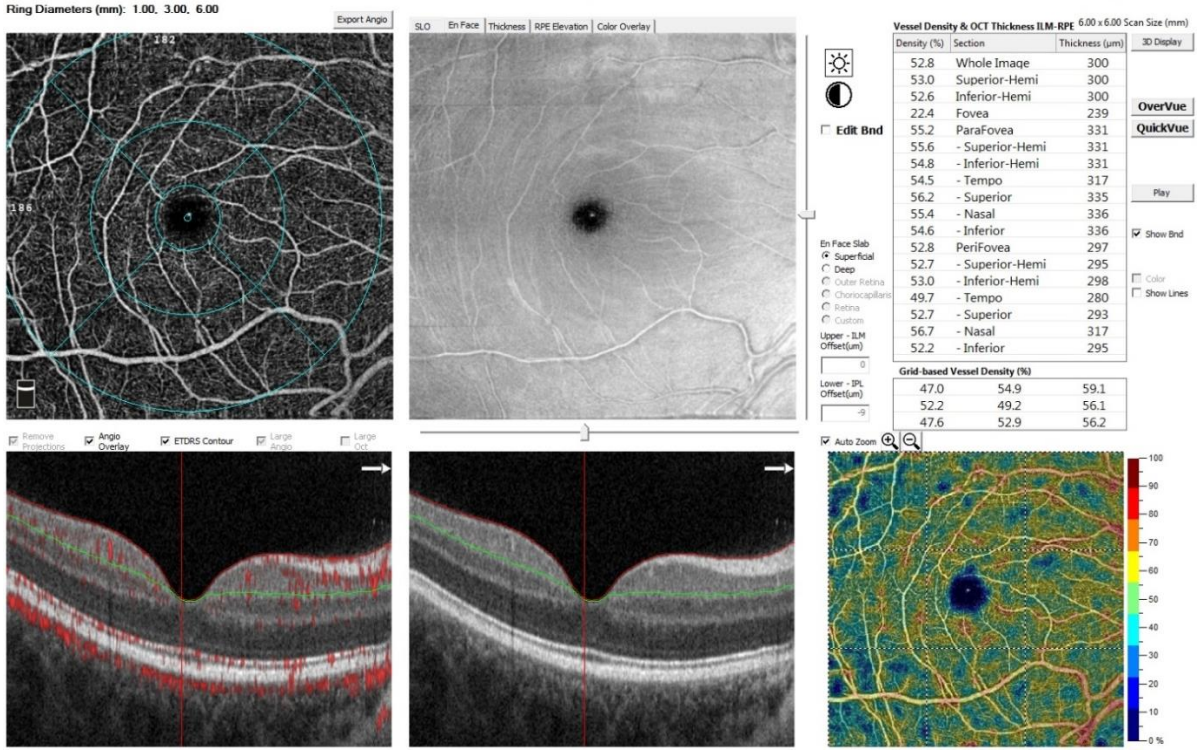 Ring Diameters (mm): 1.00, 3.00, 6.00
Export Angio
182
186
SLO En Face Thickness RPE Elevation Color Overlay
Edit Bnd
En Face Slab
Superficial
Deep
Outer Retina
Choriocapillaris
Retina
Custom
Upper - ILM
Offset(um)
0
Lower - IPL
Offset(um)
-9
Vessel Density & OCT Thickness ILM-RPE 6.00 x 6.00 Scan Size (mm)
Density (%) Section Thickness (μm)
52.8 Whole Image 300
53.0 Superior-Hemi 300
52.6 Inferior-Hemi 300
22.4 Fovea 239
55.2 ParaFovea 331
55.6 - Superior-Hemi 331
54.8 - Inferior-Hemi 331
54.5 - Tempo 317
56.2 - Superior 335
55.4 - Nasal 336
54.6 - Inferior 336
52.8 PeriFovea 297
52.7 - Superior-Hemi 295
53.0 - Inferior-Hemi 298
49.7 - Tempo 280
52.7 - Superior 293
56.7 - Nasal 317
52.2 - Inferior 295
Grid-based Vessel Density (%)
47.0 54.9 59.1
52.2 49.2 56.1
47.6 52.9 56.2
3D Display
OverVue
QuickVue
Play
Show Bnd
Color
Show Lines
Remove
Projections
Angio
Overlay
ETDRS Contour
Large
Angio
Large
Oct
Auto Zoom
100
90
80
70
60
50
40
30
20
10
0 %